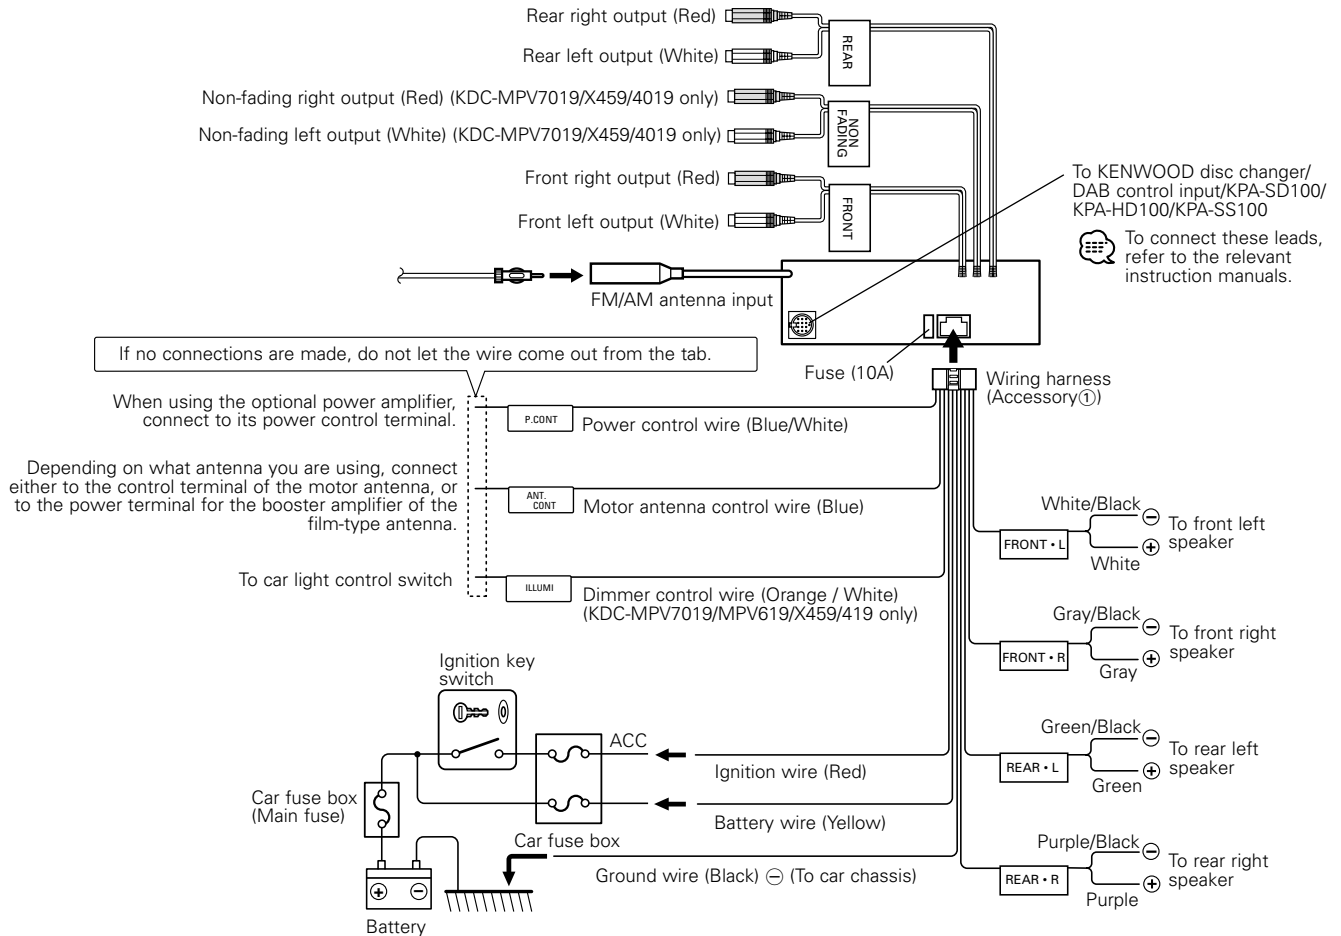 Rear right output (Red)
Rear left output (White)
REAR
Non-fading right output (Red) (KDC-MPV7019/X459/4019 only)
Non-fading left output (White) (KDC-MPV7019/X459/4019 only)
NON
FADING
Front right output (Red)
Front left output (White)
FRONT
To KENWOOD disc changer/
DAB control input/KPA-SD100/
KPA-HD100/KPA-SS100
To connect these leads,
refer to the relevant
instruction manuals.
FM/AM antenna input
If no connections are made, do not let the wire come out from the tab.
Fuse (10A)
Wiring harness
(Accessory①)
When using the optional power amplifier,
connect to its power control terminal.
P.CONT
Power control wire (Blue/White)
Depending on what antenna you are using, connect
either to the control terminal of the motor antenna, or
to the power terminal for the booster amplifier of the
film-type antenna.
ANT.
CONT
Motor antenna control wire (Blue)
To car light control switch
ILLUMI
Dimmer control wire (Orange / White)
(KDC-MPV7019/MPV619/X459/419 only)
White/Black
⊖
To front left
speaker
FRONT • L
⊕
White
Gray/Black
⊖
To front right
speaker
FRONT • R
⊕
Gray
Green/Black
⊖
To rear left
speaker
REAR • L
⊕
Green
Purple/Black
⊖
To rear right
speaker
REAR • R
⊕
Purple
Ignition key
switch
ACC
Ignition wire (Red)
Car fuse box
(Main fuse)
Battery wire (Yellow)
Car fuse box
Ground wire (Black) ⊖ (To car chassis)
⊕ ⊖
Battery